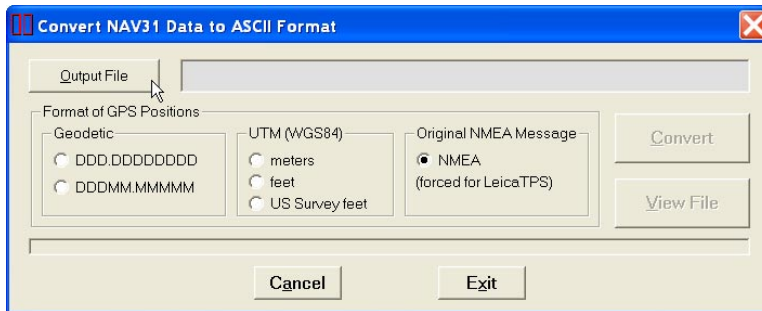 Convert NAV31 Data to ASCII Format
Output File
Format of GPS Positions
Geodetic
DDD.DDDDDDDD
DDDMM.MMMMM
UTM (WGS84)
meters
feet
US Survey feet
Original NMEA Message
NMEA
(forced for LeicaTPS)
Convert
View File
Cancel
Exit